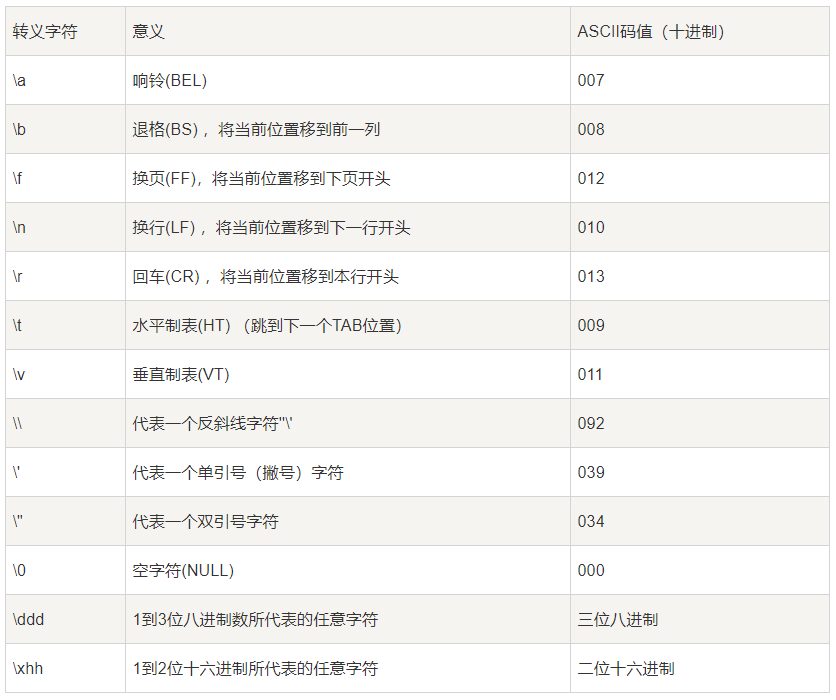 转义字符 意义 ASCII码值（十进制）
\a 响铃(BEL) 007
\b 退格(BS) ，将当前位置移到前一列 008
\f 换页(FF)，将当前位置移到下页开头 012
\n 换行(LF) ，将当前位置移到下一行开头 010
\r 回车(CR) ，将当前位置移到本行开头 013
\t 水平制表(HT) （跳到下一个TAB位置） 009
\v 垂直制表(VT) 011
\\ 代表一个反斜线字符''\' 092
\' 代表一个单引号（撇号）字符 039
\" 代表一个双引号字符 034
\0 空字符(NULL) 000
\ddd 1到3位八进制数所代表的任意字符 三位八进制
\xhh 1到2位十六进制所代表的任意字符 二位十六进制